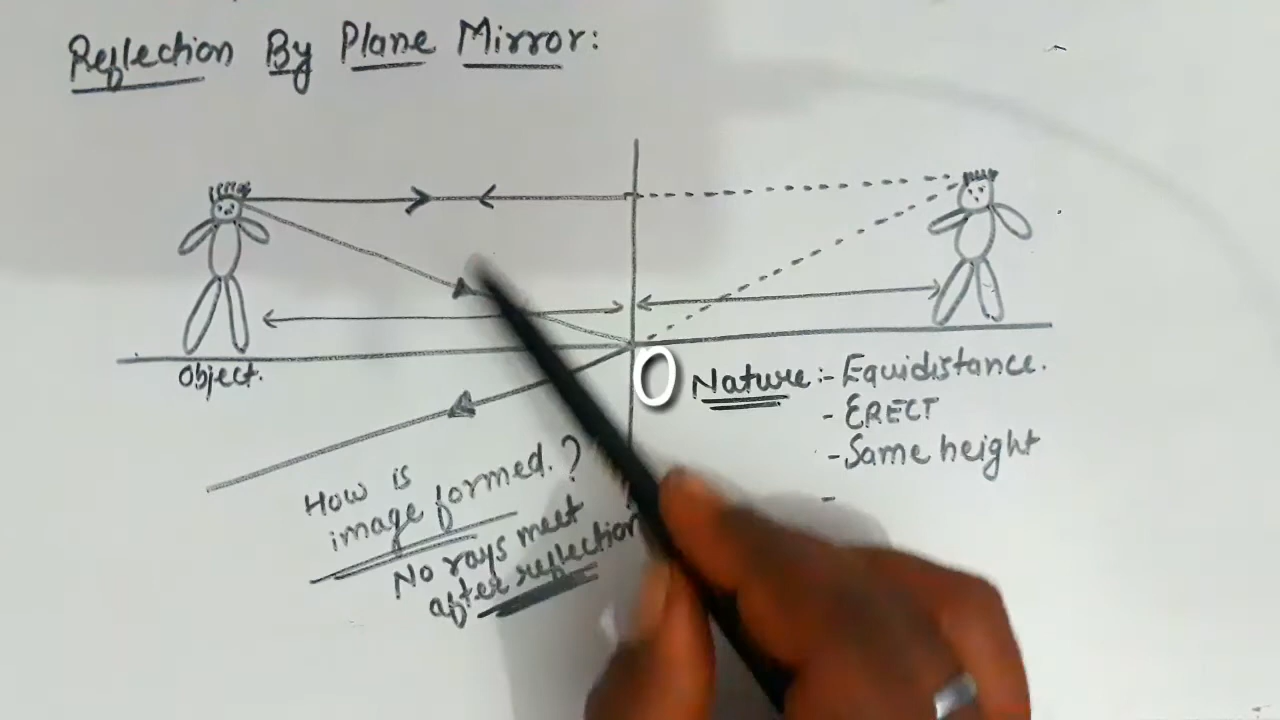 Reflection By Plane Mirror:
Object.
O
Nature :- Equidistance.
- ERECT
- Same height
-
How is
image formed.?
No rays meet
after reflection